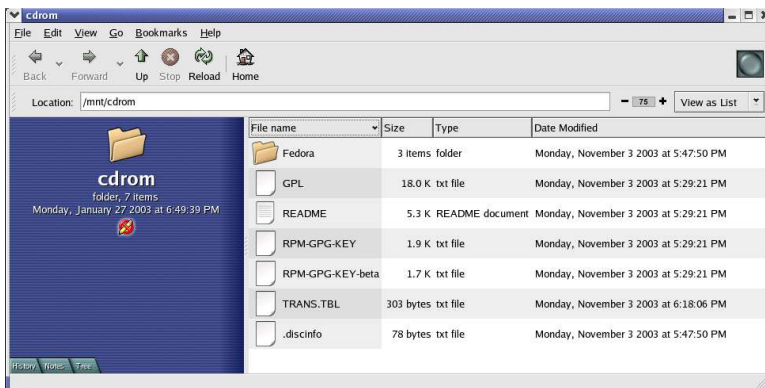 cdrom
File Edit View Go Bookmarks Help
Back Forward Up Stop Reload Home
Location: /mnt/cdrom 75 View as List
File name Size Type Date Modified
Fedora 3 items folder Monday, November 3 2003 at 5:47:50 PM
GPL 18.0 K txt file Monday, November 3 2003 at 5:29:21 PM
README 5.3 K README document Monday, November 3 2003 at 5:29:21 PM
RPM-GPG-KEY 1.9 K txt file Monday, November 3 2003 at 5:29:21 PM
RPM-GPG-KEY-beta 1.7 K txt file Monday, November 3 2003 at 5:29:21 PM
TRANS.TBL 303 bytes txt file Monday, November 3 2003 at 6:18:06 PM
.discinfo 78 bytes txt file Monday, November 3 2003 at 5:47:50 PM
cdrom
folder, 7 items
Monday, January 27 2003 at 6:49:39 PM
History Notes Tree